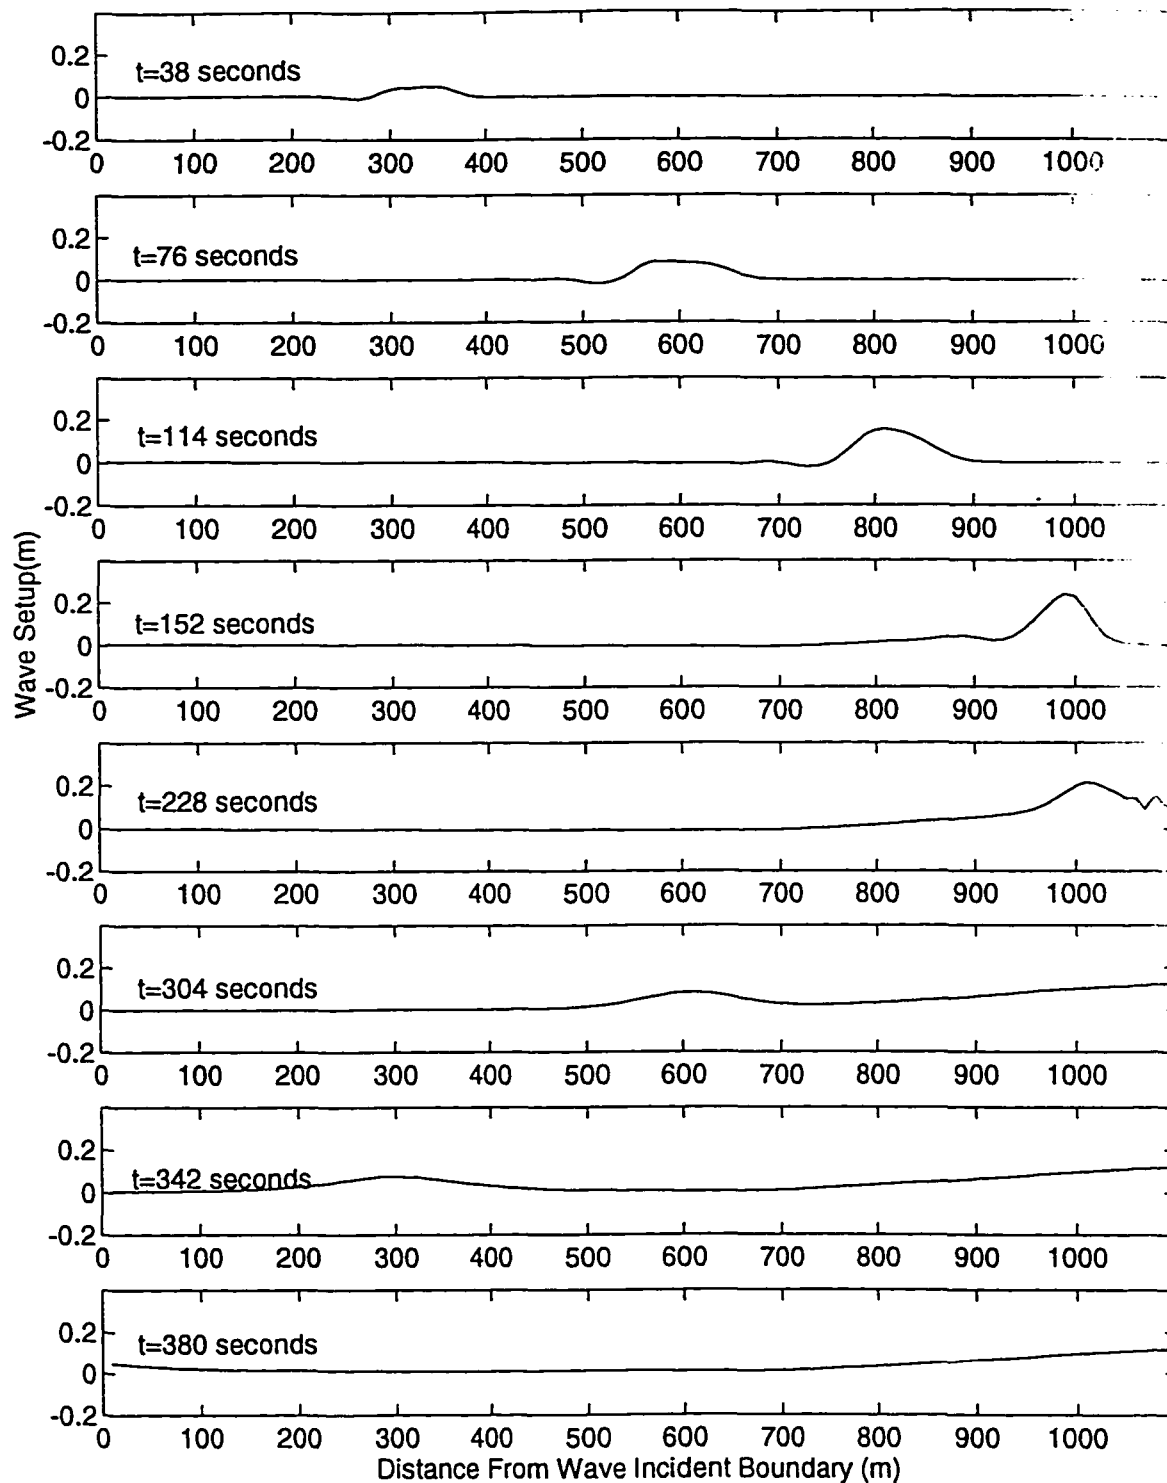 0.2
t=38 seconds
0
-0.2
0 100 200 300 400 500 600 700 800 900 1000
0.2
t=76 seconds
0
-0.2
0 100 200 300 400 500 600 700 800 900 1000
0.2
t=114 seconds
0
-0.2
0 100 200 300 400 500 600 700 800 900 1000
Wave Setup(m)
0.2
t=152 seconds
0
-0.2
0 100 200 300 400 500 600 700 800 900 1000
0.2
t=228 seconds
0
-0.2
0 100 200 300 400 500 600 700 800 900 1000
0.2
t=304 seconds
0
-0.2
0 100 200 300 400 500 600 700 800 900 1000
0.2
t=342 seconds
0
-0.2
0 100 200 300 400 500 600 700 800 900 1000
0.2
t=380 seconds
0
-0.2
0 100 200 300 400 500 600 700 800 900 1000
Distance From Wave Incident Boundary (m)